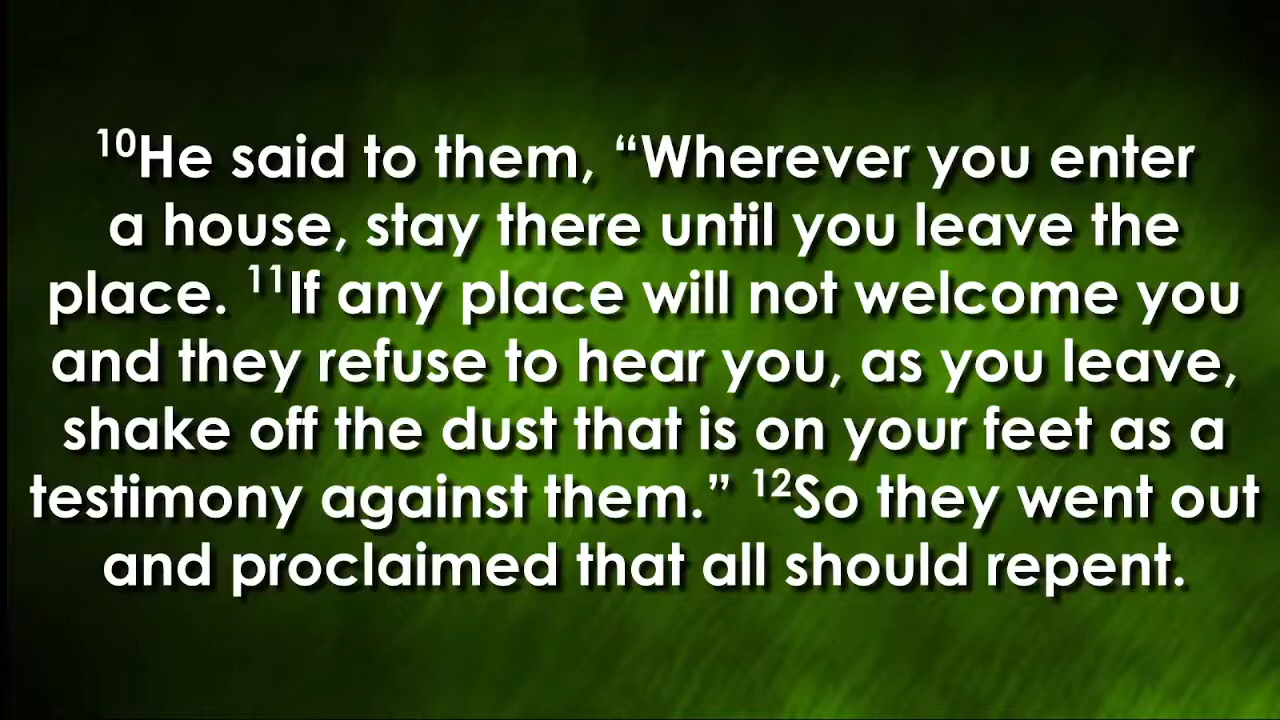 10He said to them, “Wherever you enter
a house, stay there until you leave the
place. 11If any place will not welcome you
and they refuse to hear you, as you leave,
shake off the dust that is on your feet as a
testimony against them.” 12So they went out
and proclaimed that all should repent.